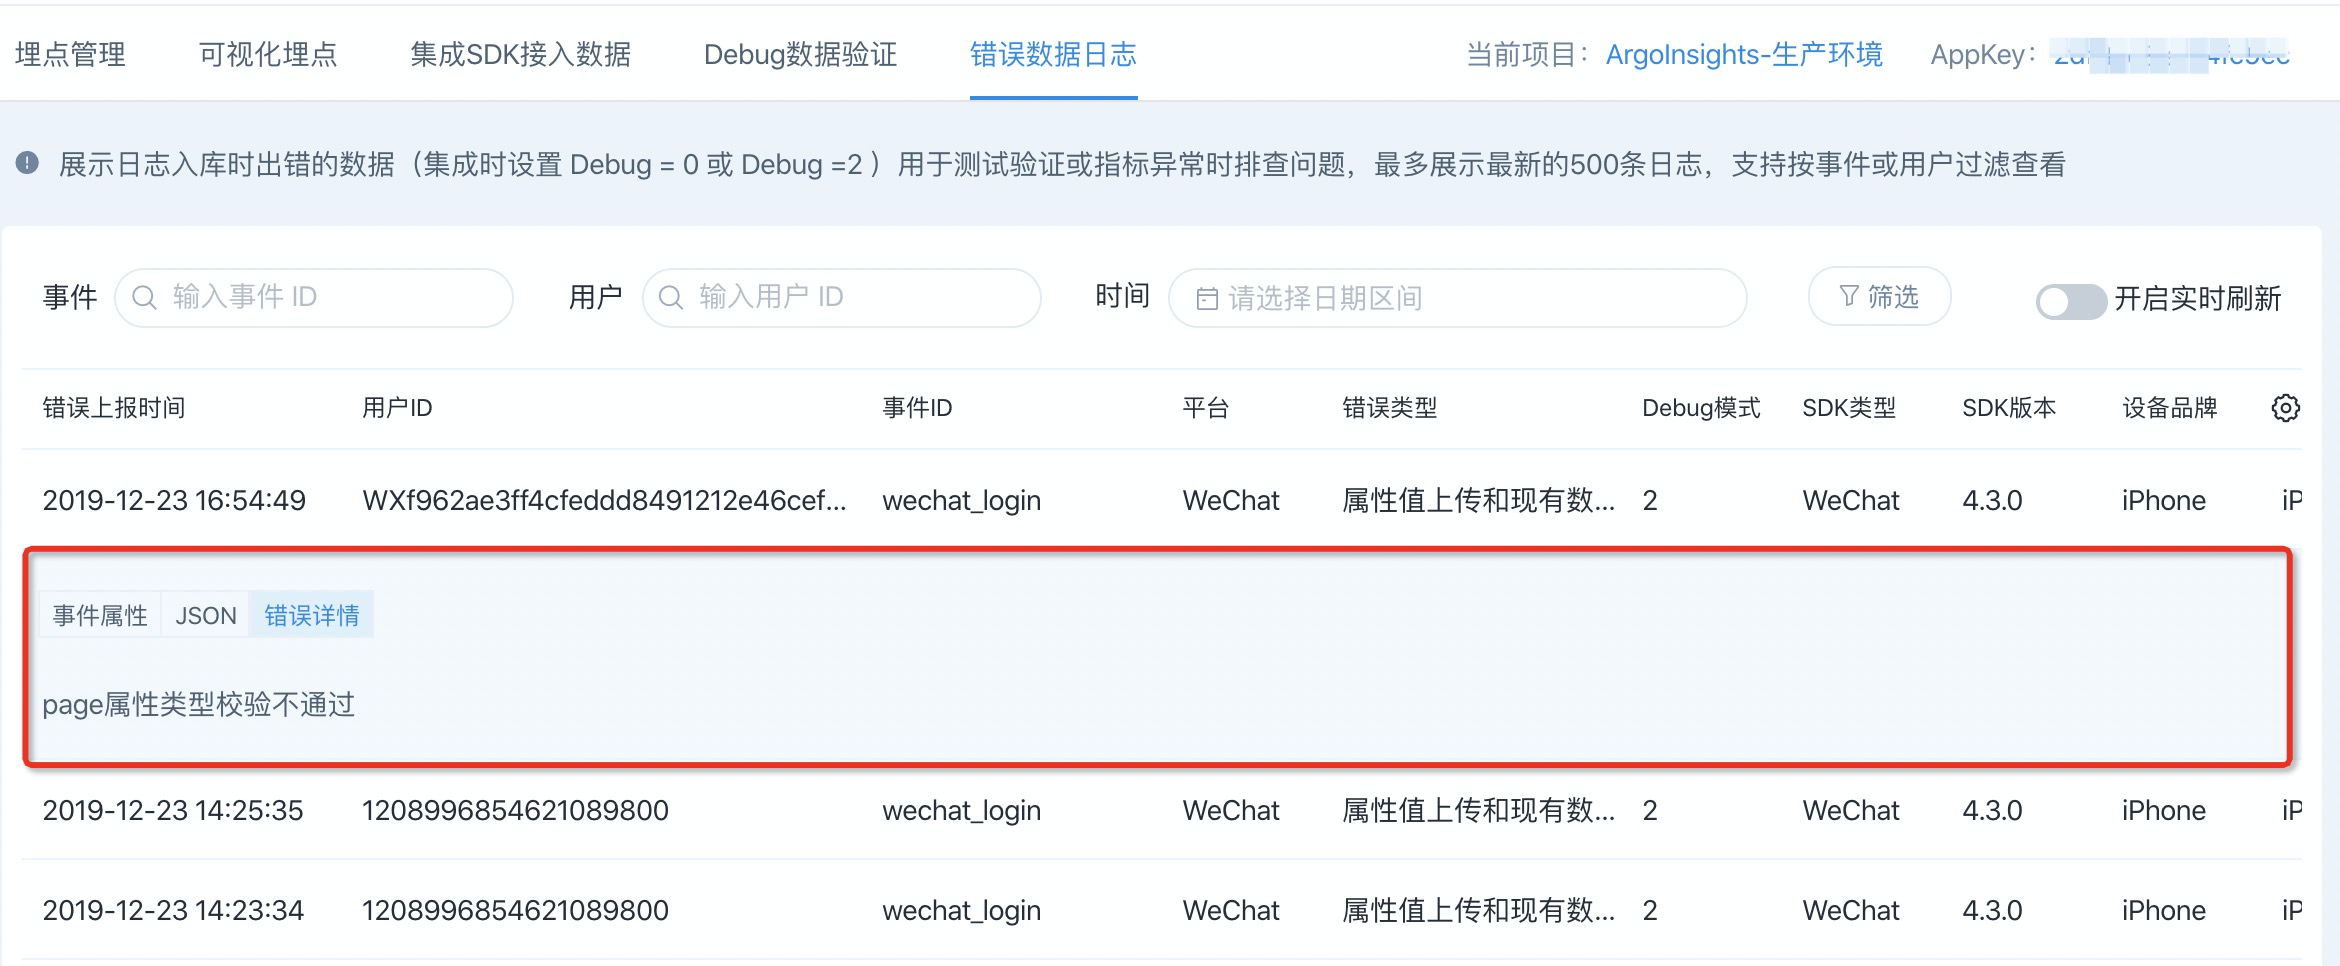 埋点管理 可视化埋点 集成SDK接入数据 Debug数据验证 错误数据日志 当前项目： ArgoInsights-生产环境 AppKey：
展示日志入库时出错的数据（集成时设置 Debug = 0 或 Debug =2 ）用于测试验证或指标异常时排查问题，最多展示最新的500条日志，支持按事件或用户过滤查看
事件 输入事件 ID 用户 输入用户 ID 时间 请选择日期区间 筛选 开启实时刷新
错误上报时间 用户ID 事件ID 平台 错误类型 Debug模式 SDK类型 SDK版本 设备品牌
2019-12-23 16:54:49 WXf962ae3ff4cfeddd8491212e46cef... wechat_login WeChat 属性值上传和现有数... 2 WeChat 4.3.0 iPhone iP
事件属性 JSON 错误详情
page属性类型校验不通过
2019-12-23 14:25:35 1208996854621089800 wechat_login WeChat 属性值上传和现有数... 2 WeChat 4.3.0 iPhone iP
2019-12-23 14:23:34 1208996854621089800 wechat_login WeChat 属性值上传和现有数... 2 WeChat 4.3.0 iPhone iP